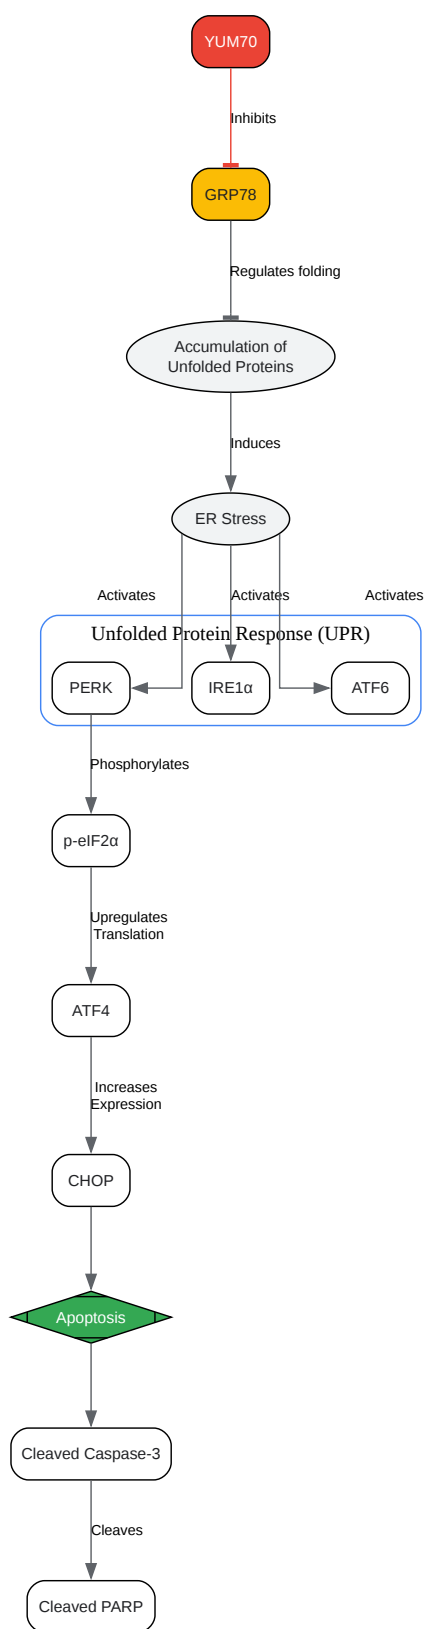 YUM70
Inhibits
GRP78
Regulates folding
Accumulation of
Unfolded Proteins
Induces
ER Stress
Activates
Activates
Activates
Unfolded Protein Response (UPR)
PERK
IRE1α
ATF6
Phosphorylates
p-eIF2α
Upregulates
Translation
ATF4
Increases
Expression
CHOP
Apoptosis
Cleaved Caspase-3
Cleaves
Cleaved PARP